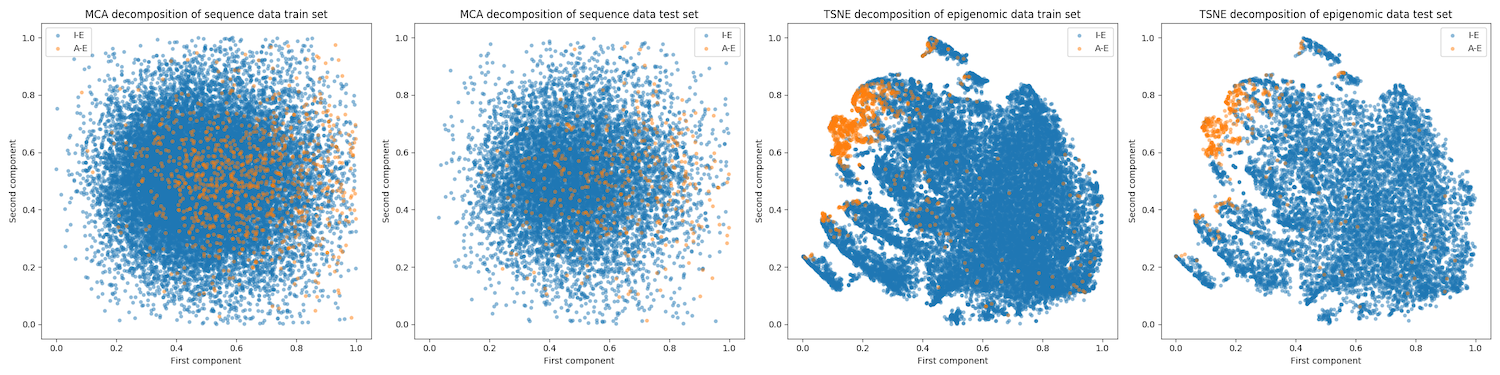 MCA decomposition of sequence data train set
I-E
A-E
Second component
1.0
0.8
0.6
0.4
0.2
0.0
0.0 0.2 0.4 0.6 0.8 1.0
First component
MCA decomposition of sequence data test set
I-E
A-E
Second component
1.0
0.8
0.6
0.4
0.2
0.0
0.0 0.2 0.4 0.6 0.8 1.0
First component
TSNE decomposition of epigenomic data train set
I-E
A-E
Second component
1.0
0.8
0.6
0.4
0.2
0.0
0.0 0.2 0.4 0.6 0.8 1.0
First component
TSNE decomposition of epigenomic data test set
I-E
A-E
Second component
1.0
0.8
0.6
0.4
0.2
0.0
0.0 0.2 0.4 0.6 0.8 1.0
First component